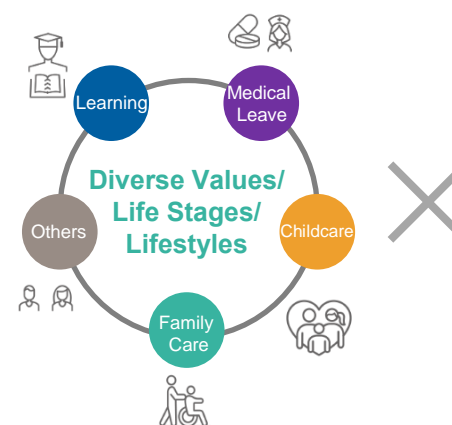 Learning
Medical
Leave
Diverse Values/
Life Stages/
Lifestyles
Others
Childcare
Family
Care